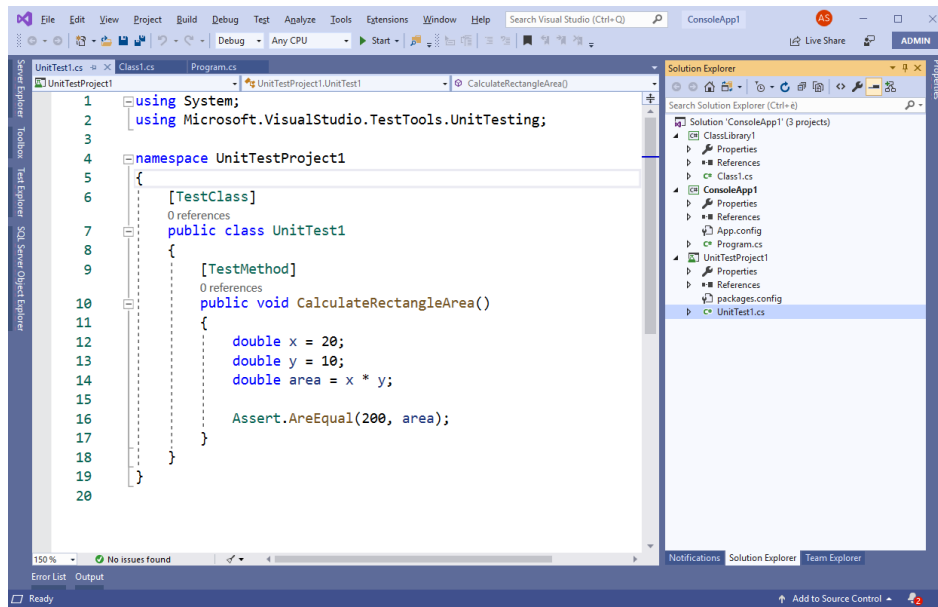 File Edit View Project Build Debug Test Analyze Tools Extensions Window Help Search Visual Studio (Ctrl+Q) ConsoleApp1 AS
Debug Any CPU Start Live Share ADMIN
Server Explorer
Toolbox
Test Explorer
SQL Server Object Explorer
UnitTest1.cs Class1.cs Program.cs
UnitTestProject1 UnitTestProject1.UnitTest1 CalculateRectangleArea()
1 using System;
2 using Microsoft.VisualStudio.TestTools.UnitTesting;
3
4 namespace UnitTestProject1
5 {
6 [TestClass]
0 references
7 public class UnitTest1
8 {
9 [TestMethod]
0 references
10 public void CalculateRectangleArea()
11 {
12 double x = 20;
13 double y = 10;
14 double area = x * y;
15
16 Assert.AreEqual(200, area);
17 }
18 }
19 }
20
150 % No issues found
Solution Explorer
Search Solution Explorer (Ctrl+è)
Solution 'ConsoleApp1' (3 projects)
ClassLibrary1
Properties
References
C# Class1.cs
ConsoleApp1
Properties
References
App.config
C# Program.cs
UnitTestProject1
Properties
References
packages.config
C# UnitTest1.cs
Notifications Solution Explorer Team Explorer
Properties
Error List Output
Ready Add to Source Control 2